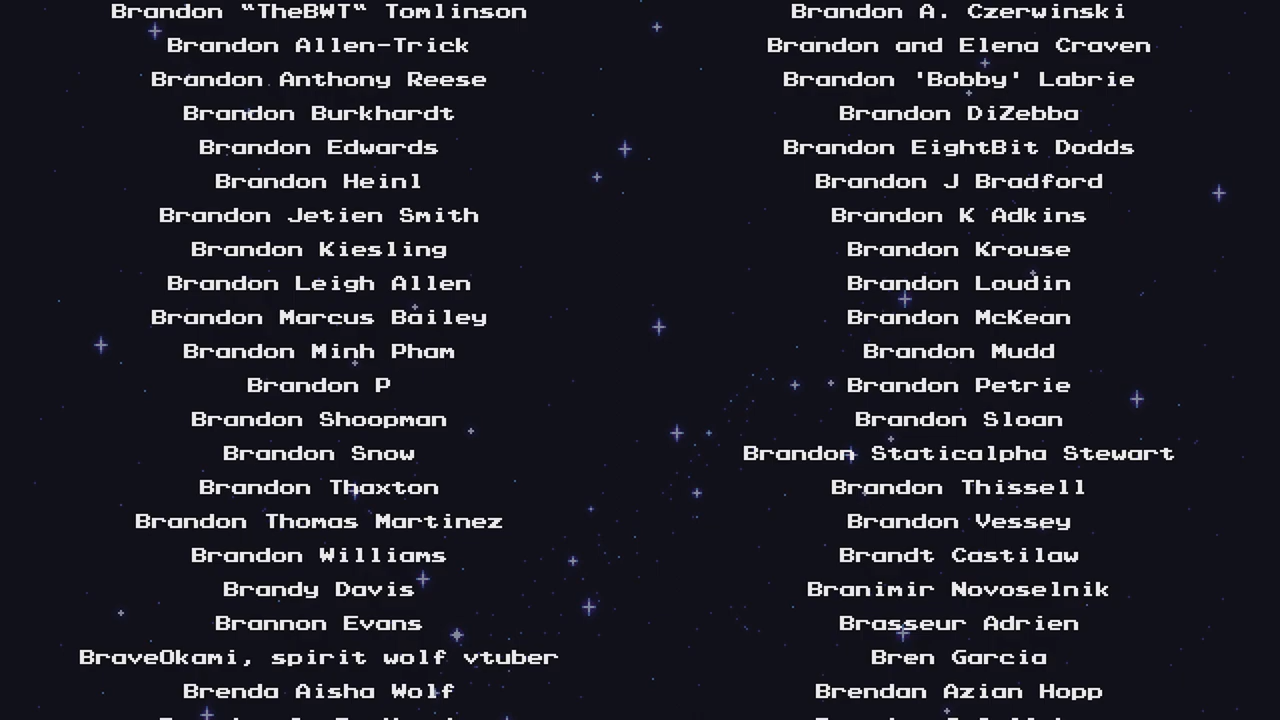 Brandon "TheBWT" Tomlinson
Brandon A. Czerwinski
Brandon Allen-Trick
Brandon and Elena Craven
Brandon Anthony Reese
Brandon 'Bobby' Labrie
Brandon Burkhardt
Brandon DiZebba
Brandon Edwards
Brandon EightBit Dodds
Brandon Heinl
Brandon J Bradford
Brandon Jetien Smith
Brandon K Adkins
Brandon Kiesling
Brandon Krouse
Brandon Leigh Allen
Brandon Loudin
Brandon Marcus Bailey
Brandon McKean
Brandon Minh Pham
Brandon Mudd
Brandon P
Brandon Petrie
Brandon Shoopman
Brandon Sloan
Brandon Snow
Brandon Staticalpha Stewart
Brandon Thaxton
Brandon Thissell
Brandon Thomas Martinez
Brandon Vessey
Brandon Williams
Brandt Castilaw
Brandy Davis
Branimir Novoselnik
Brannon Evans
Brasseur Adrien
BraveOkami, spirit wolf vtuber
Bren Garcia
Brenda Aisha Wolf
Brendan Azian Hopp